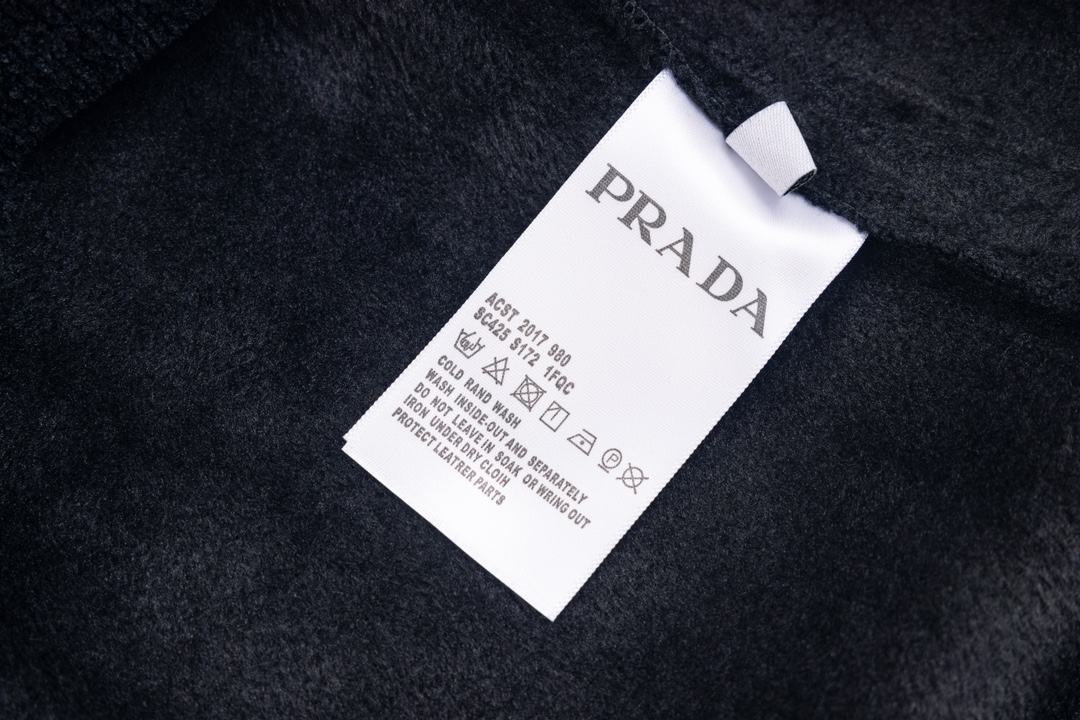 PRADA
ACST 2017 980
SC425 S172 1FQC
COLD RAND WASH
WASH INSIDE-OUT AND SEPARATELY
DO NOT LEAVE IN SOAK OR WRING OUT
IRON UNDER DRY CLOIH
PROTECT LEATRER PARTS